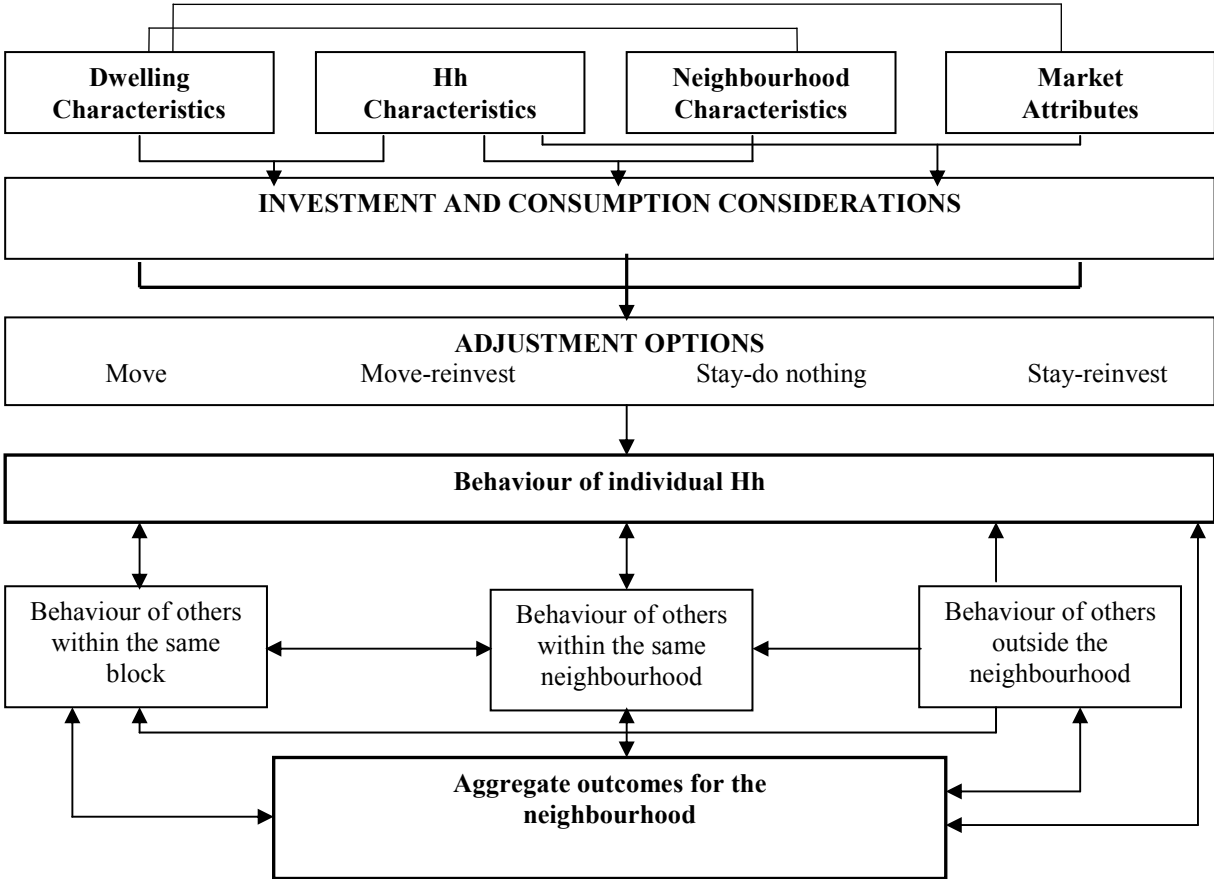 Dwelling
Characteristics
Hh
Characteristics
Neighbourhood
Characteristics
Market
Attributes
INVESTMENT AND CONSUMPTION CONSIDERATIONS
ADJUSTMENT OPTIONS
Move Move-reinvest Stay-do nothing Stay-reinvest
Behaviour of individual Hh
Behaviour of others
within the same
block
Behaviour of others
within the same
neighbourhood
Behaviour of others
outside the
neighbourhood
Aggregate outcomes for the
neighbourhood